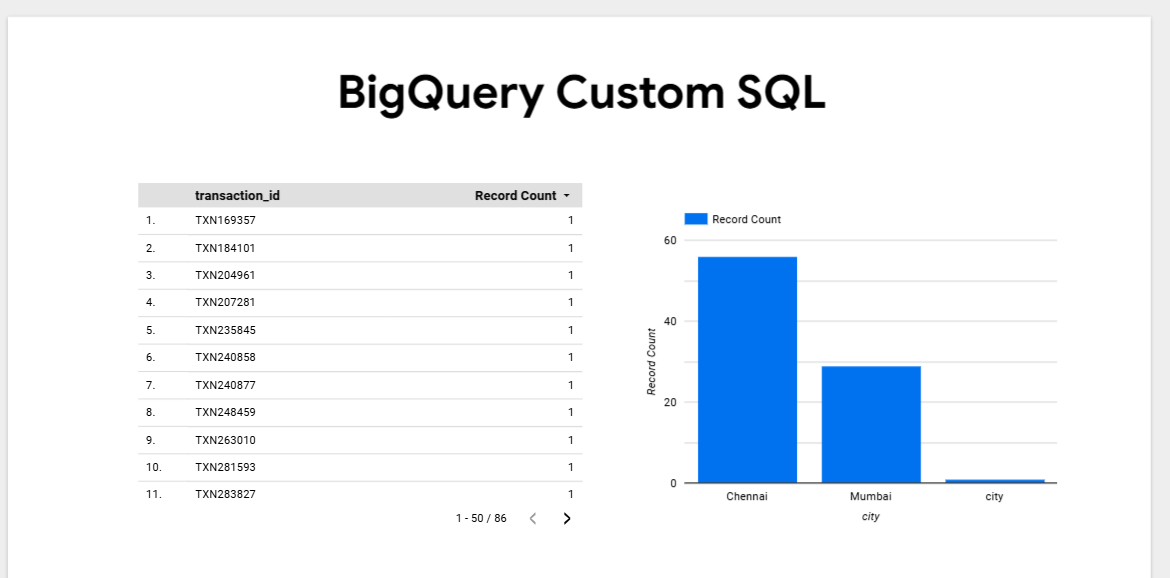 BigQuery Custom SQL
transaction_id Record Count
1. TXN169357 1
2. TXN184101 1
3. TXN204961 1
4. TXN207281 1
5. TXN235845 1
6. TXN240858 1
7. TXN240877 1
8. TXN248459 1
9. TXN263010 1
10. TXN281593 1
11. TXN283827 1
1 - 50 / 86
Record Count
60
40
20
0
Record Count
Chennai Mumbai city
city